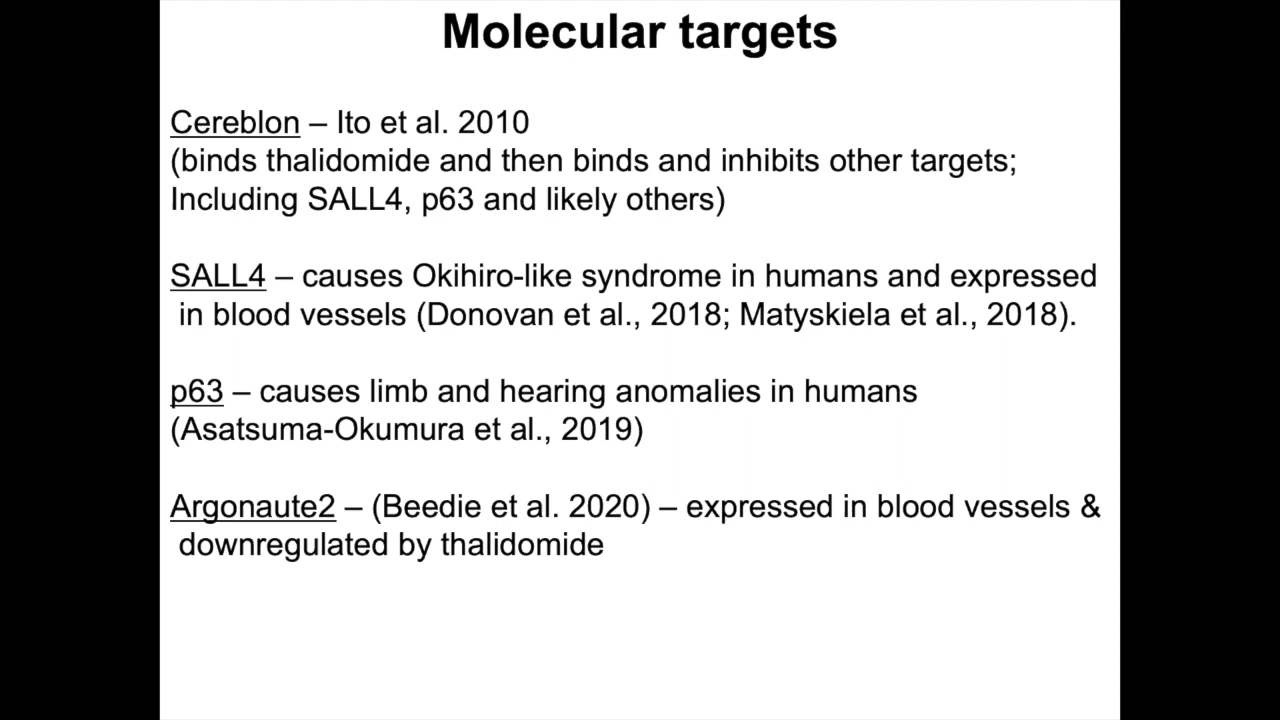 Molecular targets
Cereblon – Ito et al. 2010
(binds thalidomide and then binds and inhibits other targets;
Including SALL4, p63 and likely others)
SALL4 – causes Okihiro-like syndrome in humans and expressed
in blood vessels (Donovan et al., 2018; Matyskiela et al., 2018).
p63 – causes limb and hearing anomalies in humans
(Asatsuma-Okumura et al., 2019)
Argonaute2 – (Beedie et al. 2020) – expressed in blood vessels &
downregulated by thalidomide